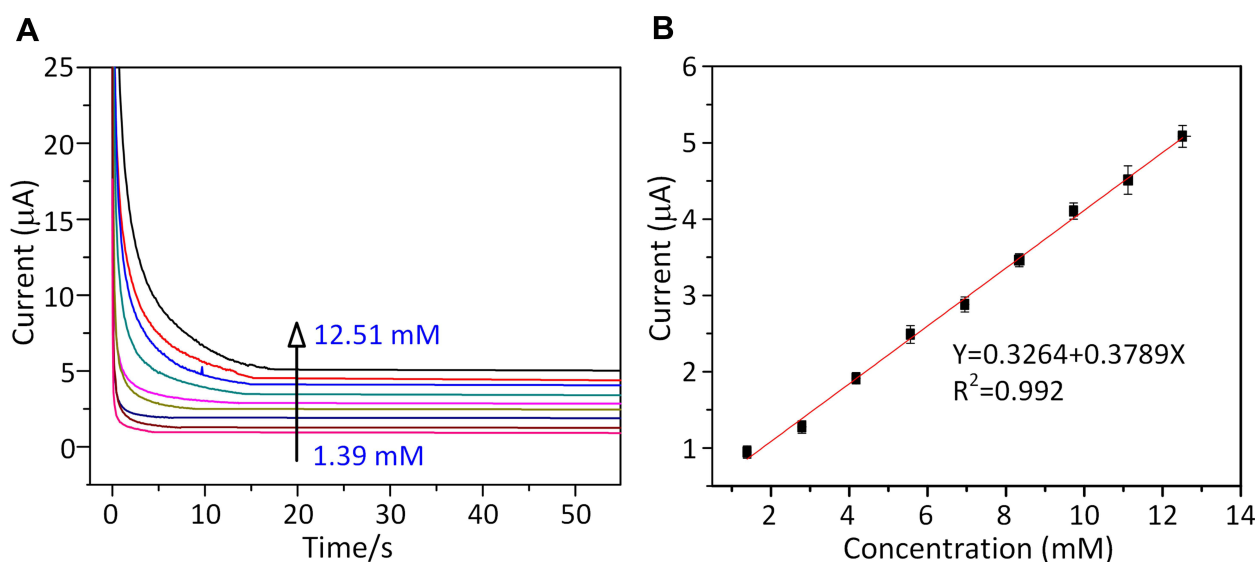 A
25
20
15
10
5
0
Current (μA)
12.51 mM
1.39 mM
0 10 20 30 40 50
Time/s
B
6
5
4
3
2
1
Current (μA)
Y=0.3264+0.3789X
R²=0.992
2 4 6 8 10 12 14
Concentration (mM)